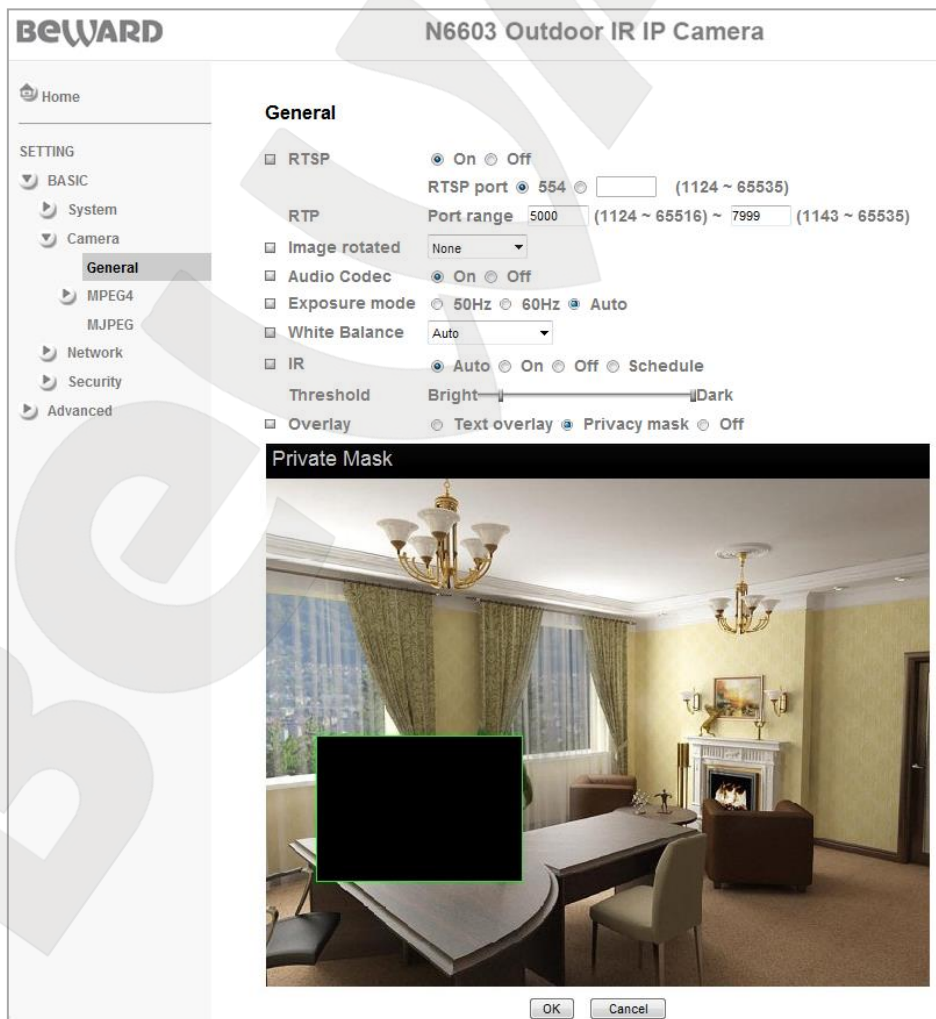 BEWARD
N6603 Outdoor IR IP Camera
Home
SETTING
BASIC
System
Camera
General
MPEG4
MJPEG
Network
Security
Advanced
General
RTSP On Off
RTSP port 554 (1124 ~ 65535)
RTP Port range 5000 (1124 ~ 65516) ~ 7999 (1143 ~ 65535)
Image rotated None
Audio Codec On Off
Exposure mode 50Hz 60Hz Auto
White Balance Auto
IR Auto On Off Schedule
Threshold Bright Dark
Overlay Text overlay Privacy mask Off
Private Mask
OK Cancel